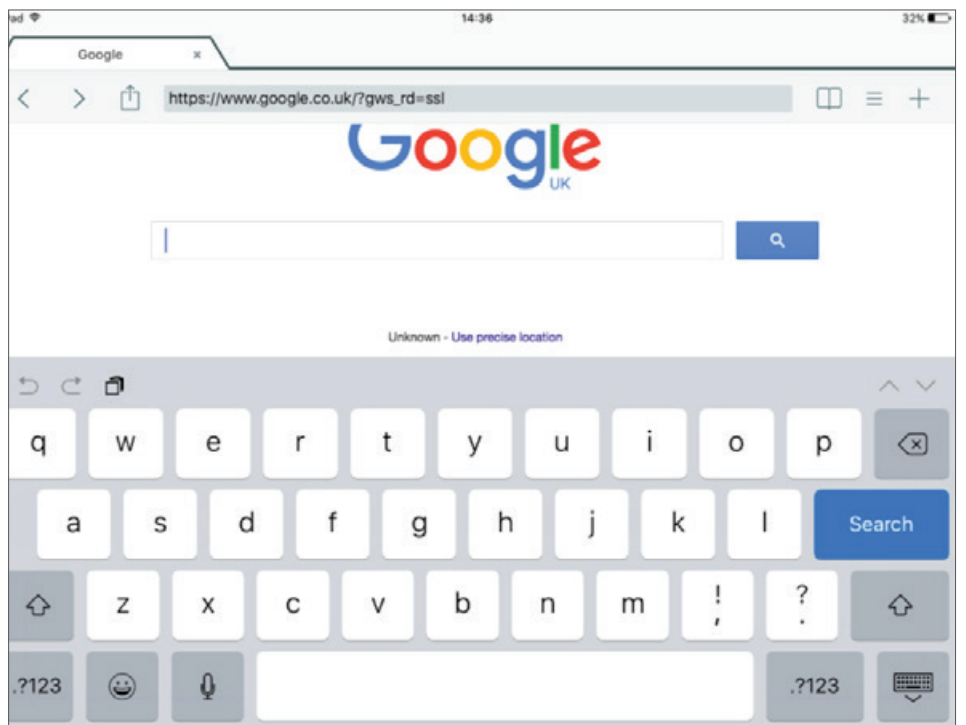 ad 14:36 32%
Google ×
https://www.google.co.uk/?gws_rd=ssl
Google
UK
Unknown - Use precise location
q w e r t y u i o p
a s d f g h j k l Search
z x c v b n m ! , ? .
.?123 .?123